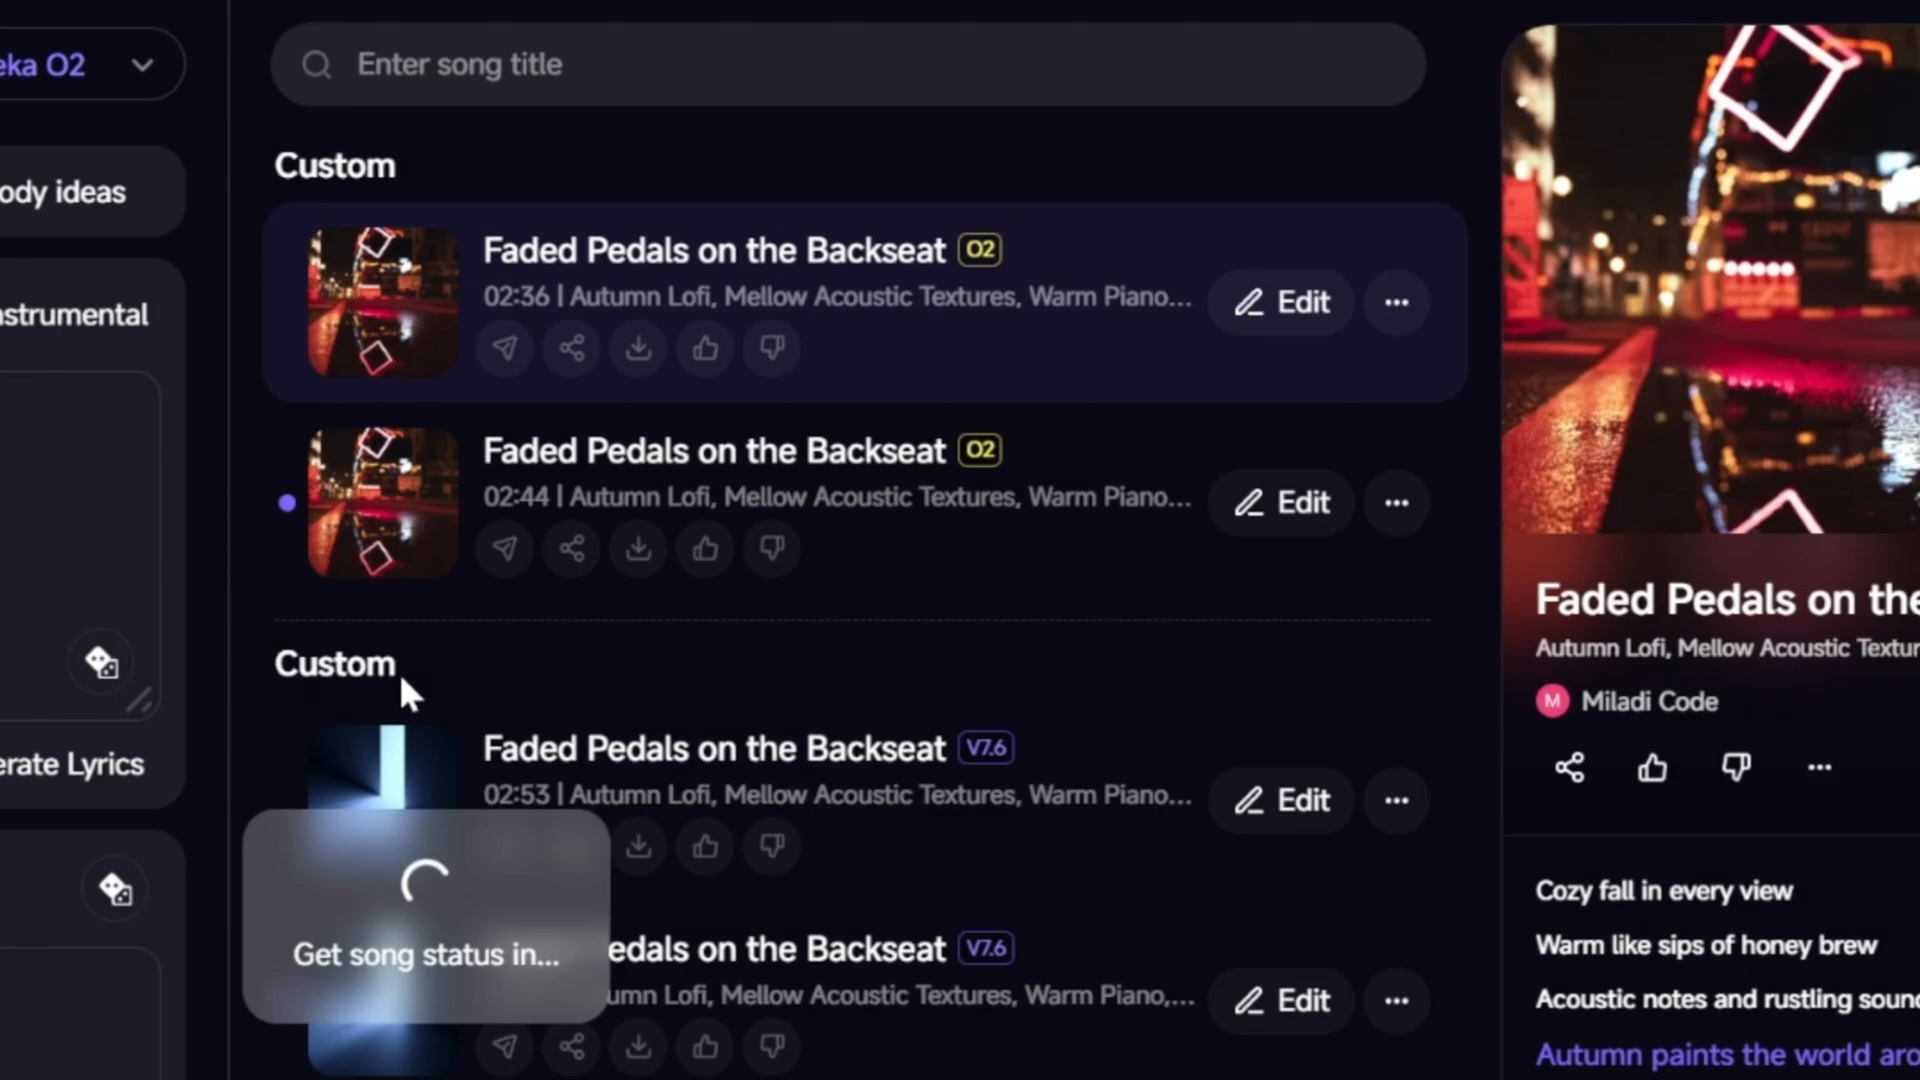 eka O2
ody ideas
nstrumental
erate Lyrics
Enter song title
Custom
Faded Pedals on the Backseat O2
02:36 | Autumn Lofi, Mellow Acoustic Textures, Warm Piano...
Edit
Faded Pedals on the Backseat O2
02:44 | Autumn Lofi, Mellow Acoustic Textures, Warm Piano...
Edit
Custom
Faded Pedals on the Backseat V7.6
02:53 | Autumn Lofi, Mellow Acoustic Textures, Warm Piano...
Edit
Get song status in...
edals on the Backseat V7.6
umn Lofi, Mellow Acoustic Textures, Warm Piano,...
Edit
Faded Pedals on the
Autumn Lofi, Mellow Acoustic Textur
M Miladi Code
Cozy fall in every view
Warm like sips of honey brew
Acoustic notes and rustling soun
Autumn paints the world aro